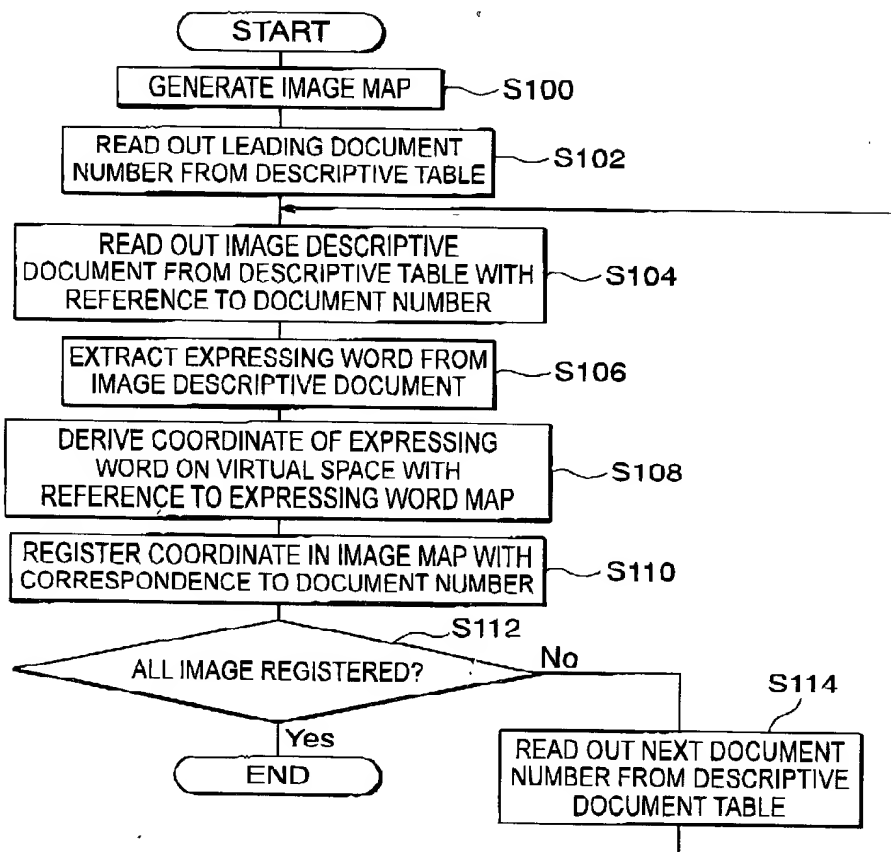 START
GENERATE IMAGE MAP
S100
READ OUT LEADING DOCUMENT
NUMBER FROM DESCRIPTIVE TABLE
S102
READ OUT IMAGE DESCRIPTIVE
DOCUMENT FROM DESCRIPTIVE TABLE WITH
REFERENCE TO DOCUMENT NUMBER
S104
EXTRACT EXPRESSING WORD FROM
IMAGE DESCRIPTIVE DOCUMENT
S106
DERIVE COORDINATE OF EXPRESSING
WORD ON VIRTUAL SPACE WITH
REFERENCE TO EXPRESSING WORD MAP
S108
REGISTER COORDINATE IN IMAGE MAP WITH
CORRESPONDENCE TO DOCUMENT NUMBER
S110
S112
ALL IMAGE REGISTERED?
No
Yes
END
S114
READ OUT NEXT DOCUMENT
NUMBER FROM DESCRIPTIVE
DOCUMENT TABLE